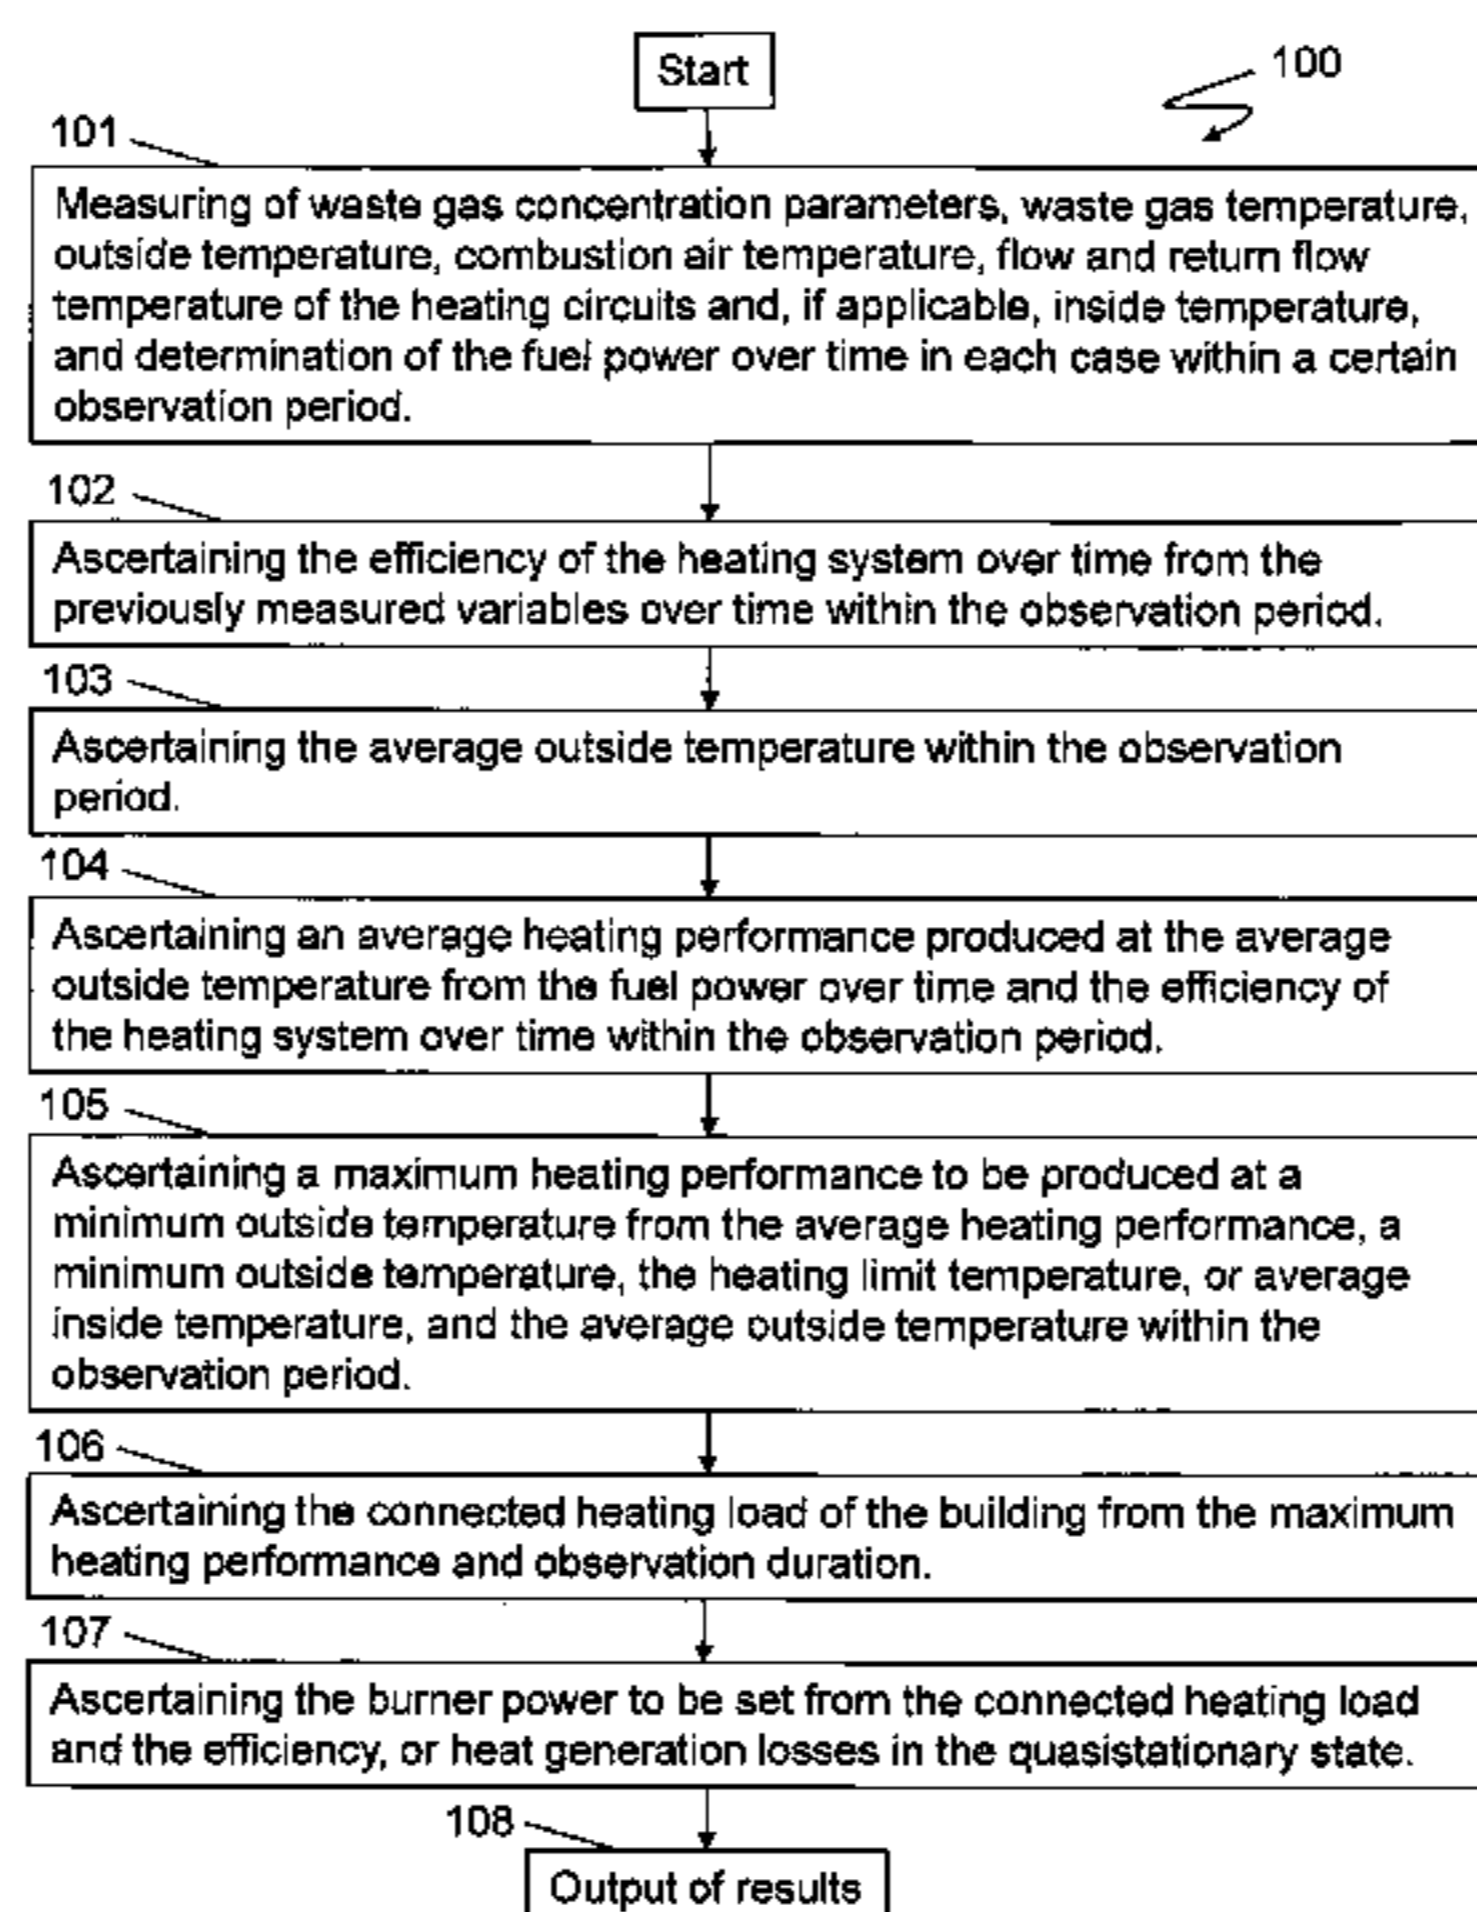 Start
100
101
Measuring of waste gas concentration parameters, waste gas temperature,
outside temperature, combustion air temperature, flow and return flow
temperature of the heating circuits and, if applicable, inside temperature,
and determination of the fuel power over time in each case within a certain
observation period.
102
Ascertaining the efficiency of the heating system over time from the
previously measured variables over time within the observation period.
103
Ascertaining the average outside temperature within the observation
period.
104
Ascertaining an average heating performance produced at the average
outside temperature from the fuel power over time and the efficiency of
the heating system over time within the observation period.
105
Ascertaining a maximum heating performance to be produced at a
minimum outside temperature from the average heating performance, a
minimum outside temperature, the heating limit temperature, or average
inside temperature, and the average outside temperature within the
observation period.
106
Ascertaining the connected heating load of the building from the maximum
heating performance and observation duration.
107
Ascertaining the burner power to be set from the connected heating load
and the efficiency, or heat generation losses in the quasistationary state.
108
Output of results